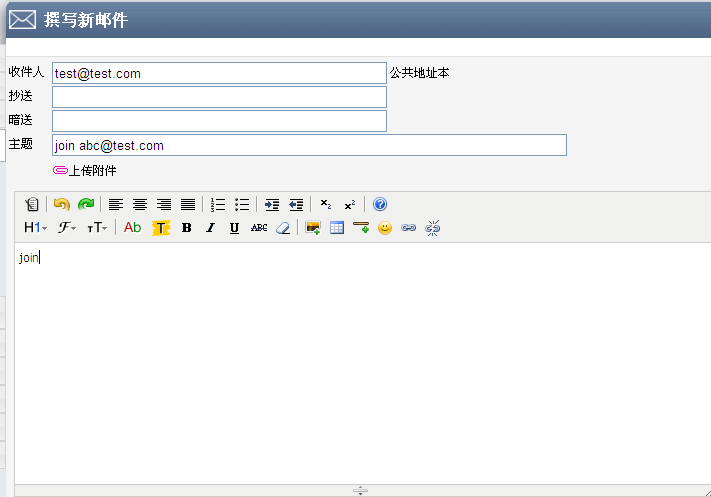 撰写新邮件
收件人 test@test.com 公共地址本
抄送
暗送
主题 join abc@test.com
上传附件
H1 ℱ тT Ab T B I U ABC
join